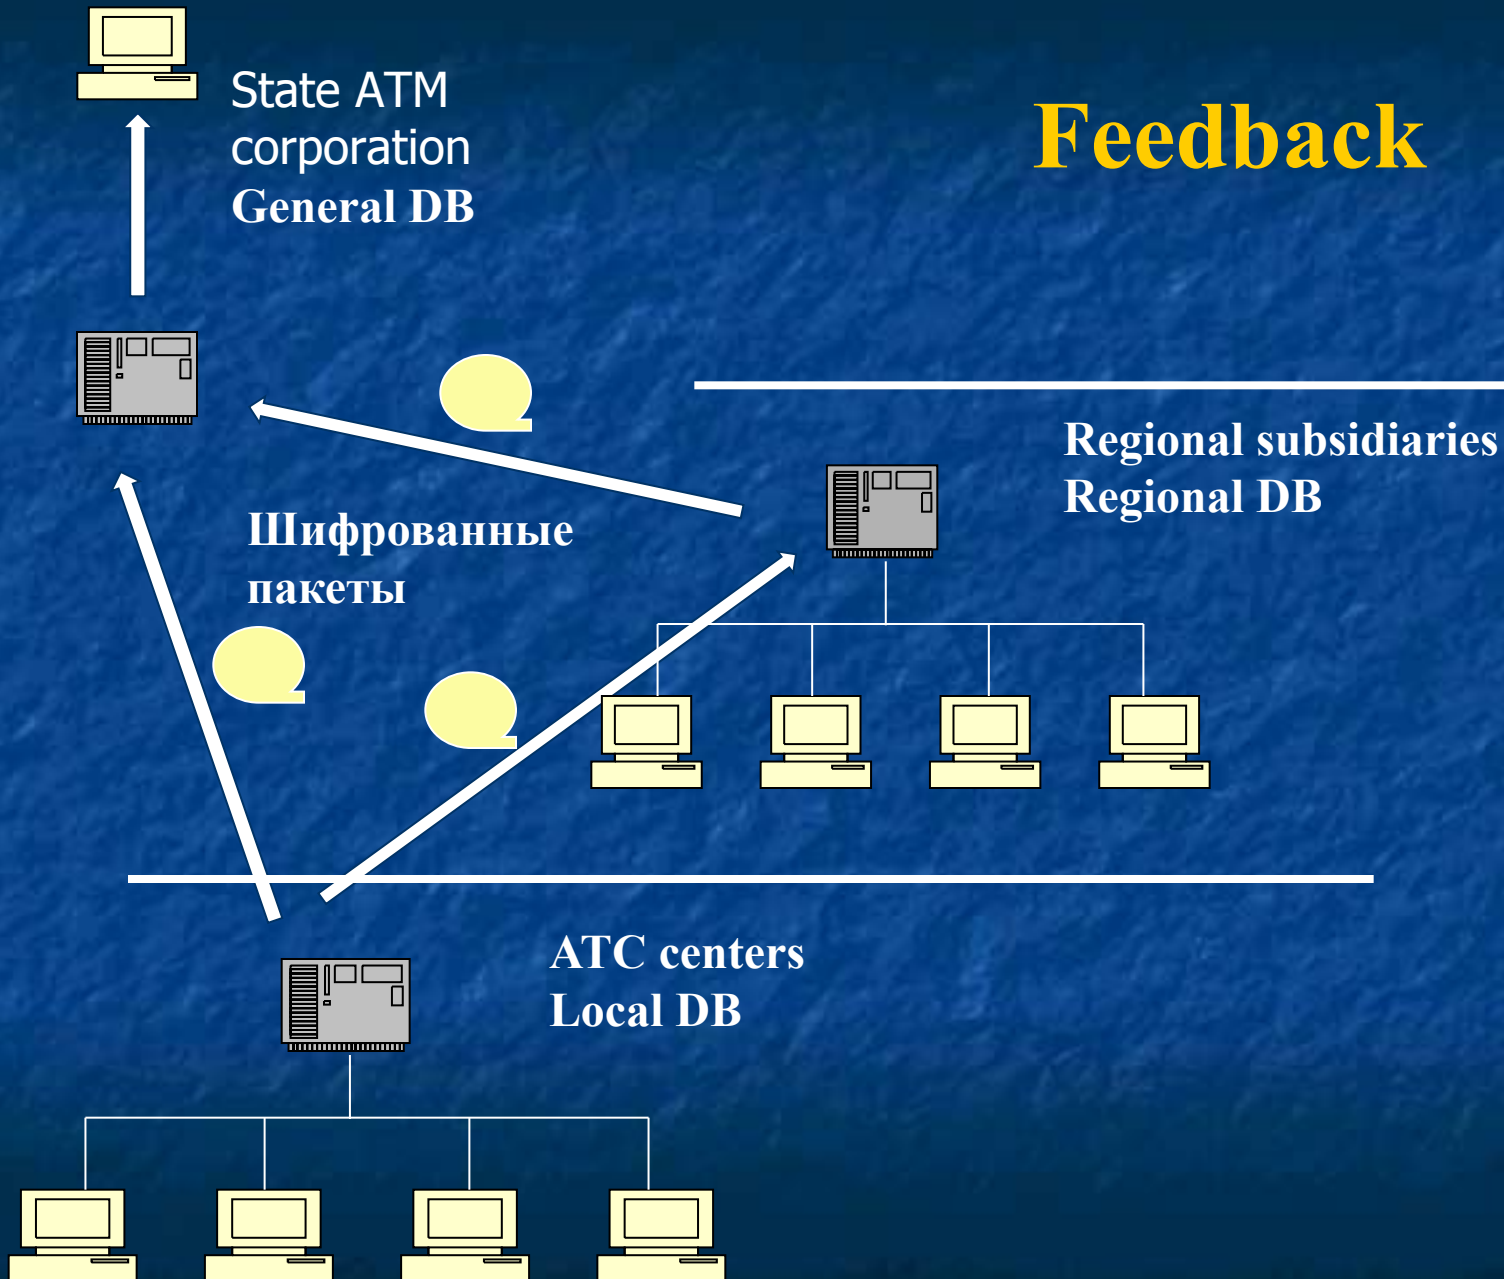 State ATM
corporation
General DB
Feedback
Regional subsidiaries
Regional DB
Шифрованные
пакеты
ATC centers
Local DB